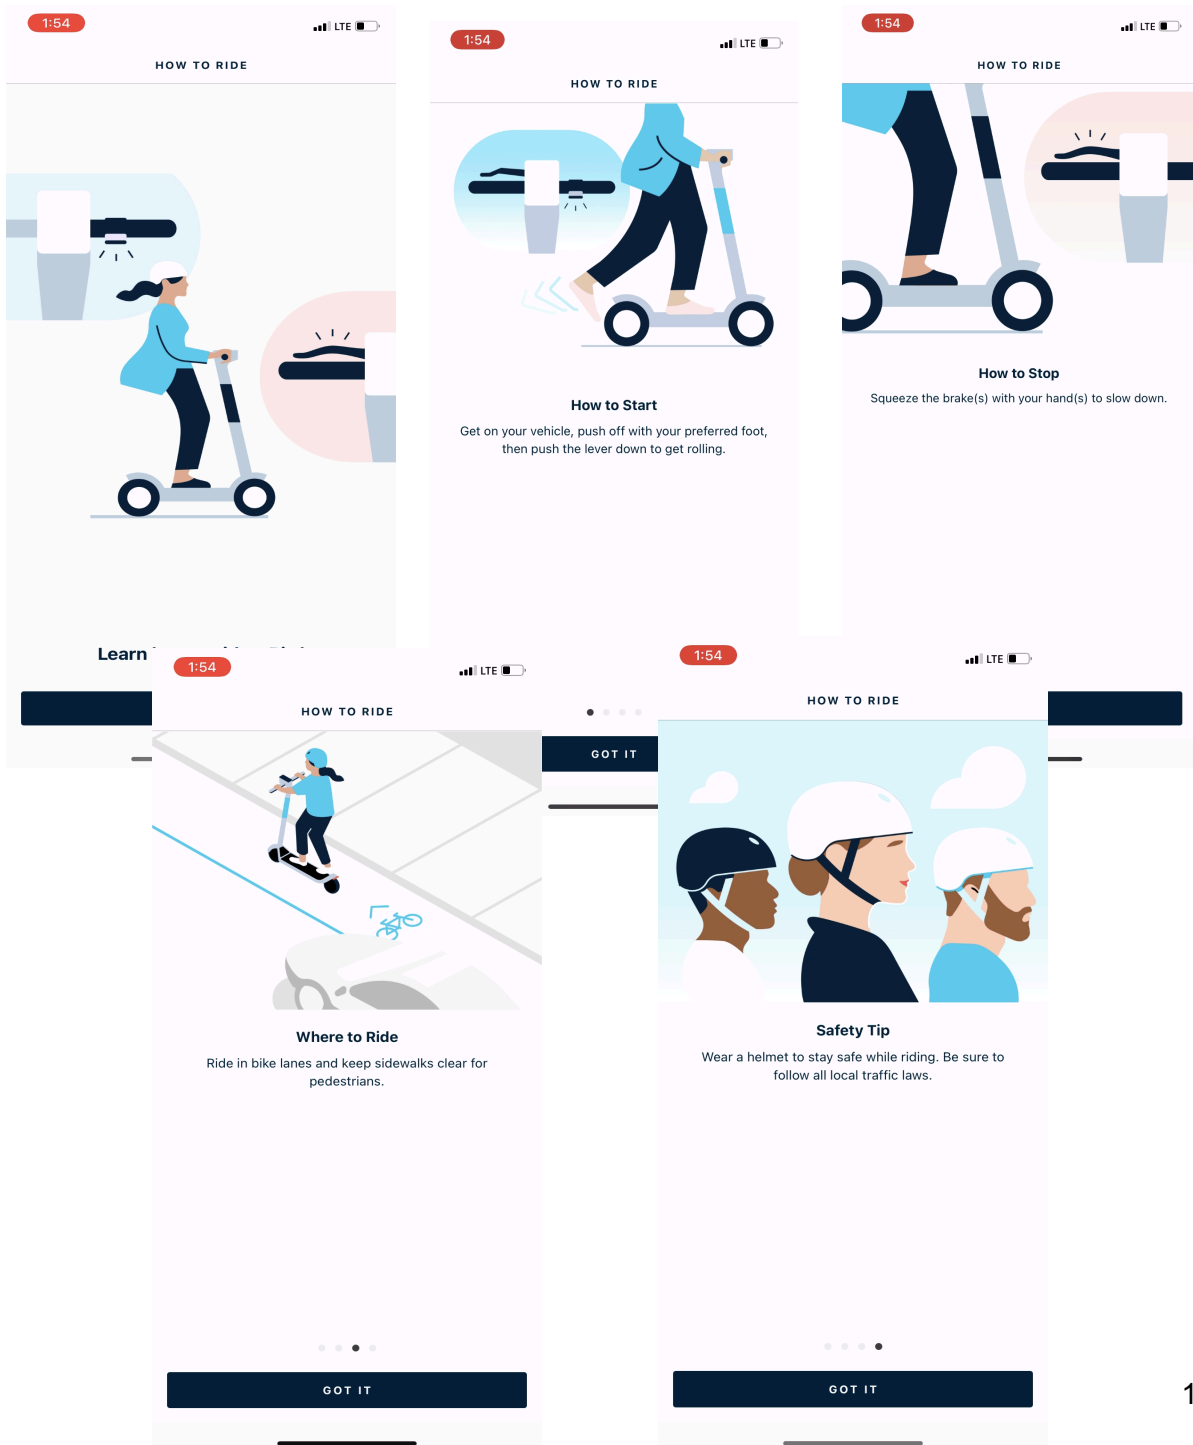 1:54
LTE
HOW TO RIDE
Learn
1:54
LTE
HOW TO RIDE
How to Start
Get on your vehicle, push off with your preferred foot,
then push the lever down to get rolling.
GOT IT
1:54
LTE
HOW TO RIDE
How to Stop
Squeeze the brake(s) with your hand(s) to slow down.
1:54
LTE
HOW TO RIDE
Where to Ride
Ride in bike lanes and keep sidewalks clear for
pedestrians.
GOT IT
1:54
LTE
HOW TO RIDE
Safety Tip
Wear a helmet to stay safe while riding. Be sure to
follow all local traffic laws.
GOT IT
1